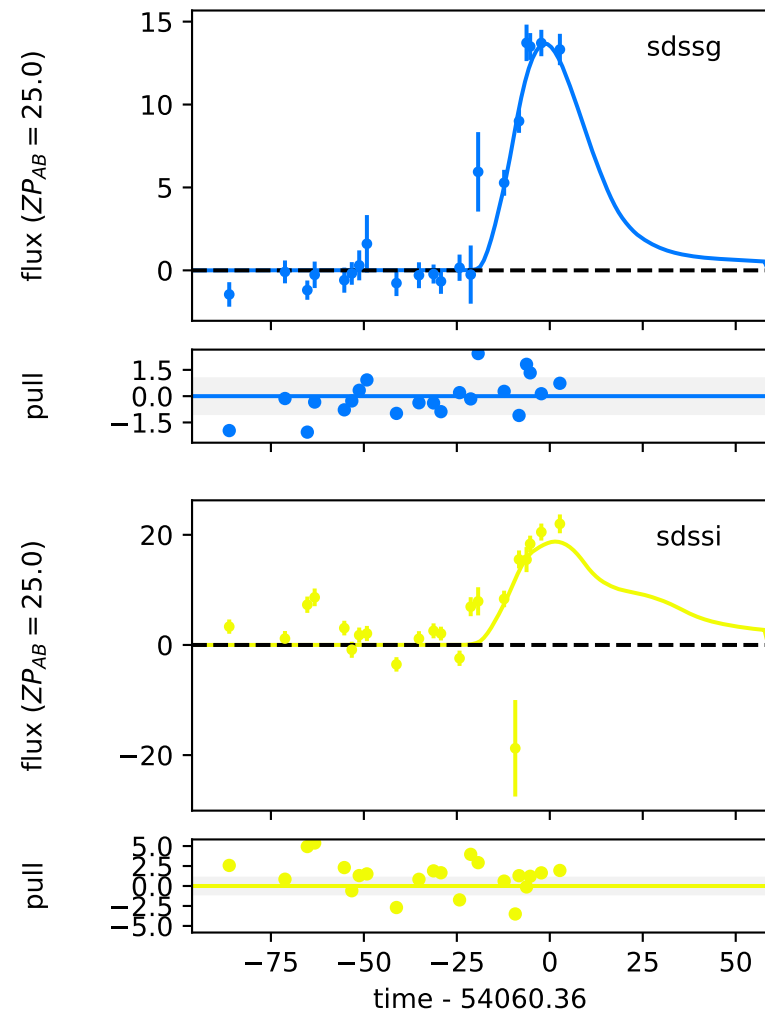 15
10
5
0
flux (ZP_AB = 25.0)
sdssg
1.5
0.0
−1.5
pull
20
0
−20
flux (ZP_AB = 25.0)
sdssi
5.0
2.5
0.0
−2.5
−5.0
pull
−75 −50 −25 0 25 50
time - 54060.36